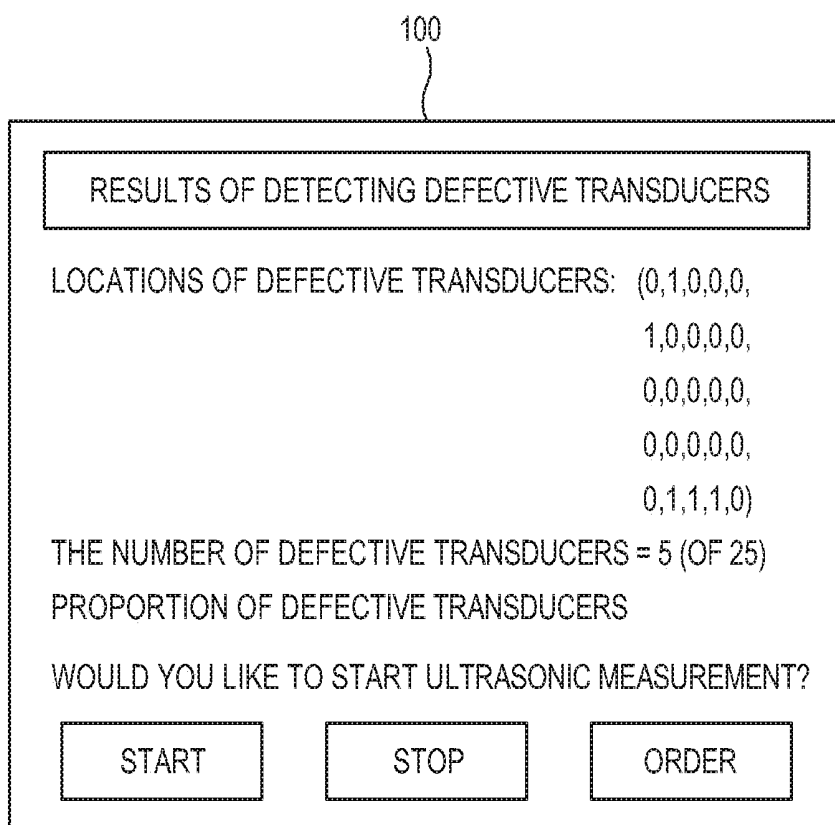 100
RESULTS OF DETECTING DEFECTIVE TRANSDUCERS
LOCATIONS OF DEFECTIVE TRANSDUCERS: (0,1,0,0,0,
1,0,0,0,0,
0,0,0,0,0,
0,0,0,0,0,
0,1,1,1,0)
THE NUMBER OF DEFECTIVE TRANSDUCERS = 5 (OF 25)
PROPORTION OF DEFECTIVE TRANSDUCERS
WOULD YOU LIKE TO START ULTRASONIC MEASUREMENT?
START STOP ORDER